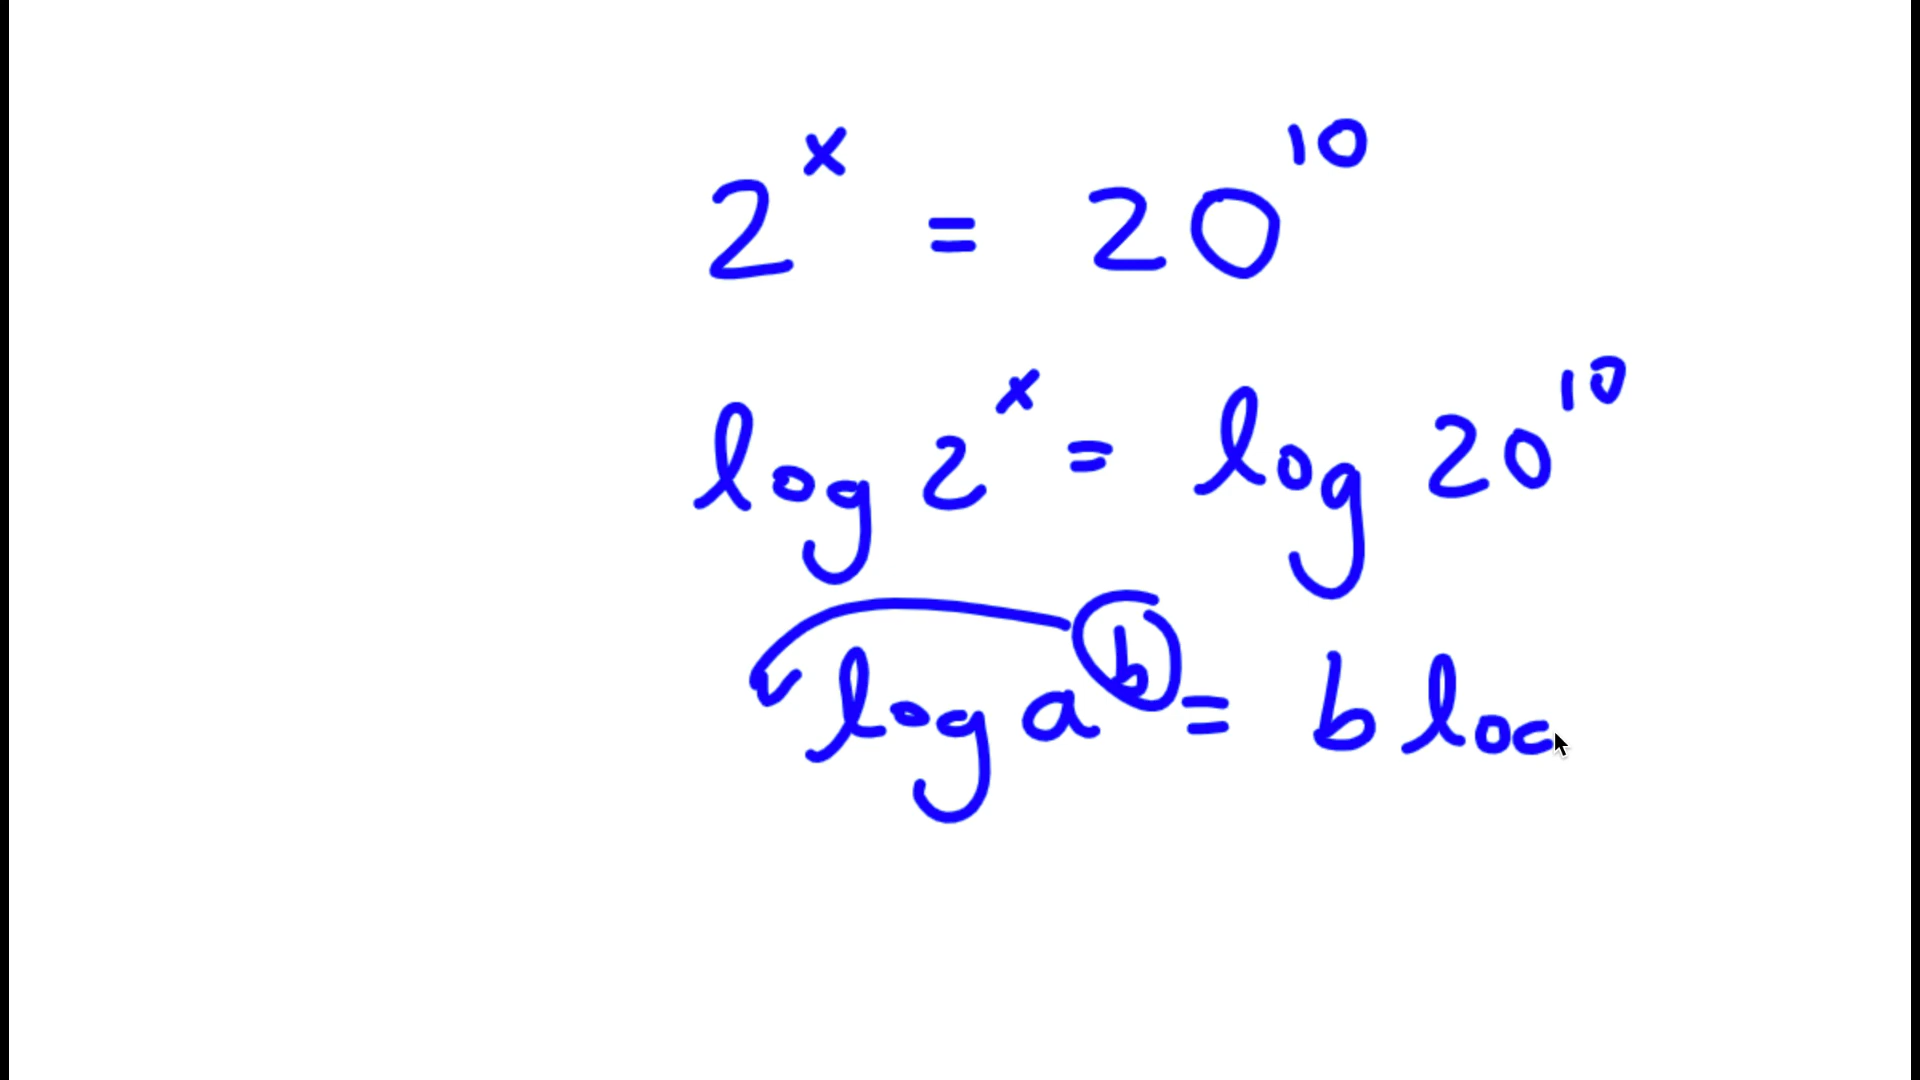 2^x = 20^10
log 2^x = log 20^10
log a^b = b loc